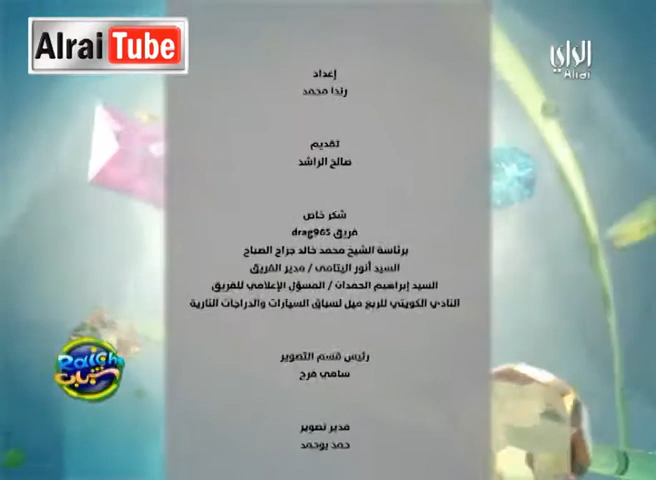 Alrai Tube
الراي
Alrai
إعداد
رندا محمد
تقديم
صالح الراشد
شكر خاص
فريق drag965
برئاسة الشيخ محمد خالد جراح الصباح
السيد أنور اليتامى / مدير الفريق
السيد إبراهيم الحمدان / المسؤل الإعلامي للفريق
النادي الكويتي للربع ميل لسباق السيارات والدراجات النارية
رئيس قسم التصوير
سامي فرح
مدير تصوير
حمد بوحمد
شباب